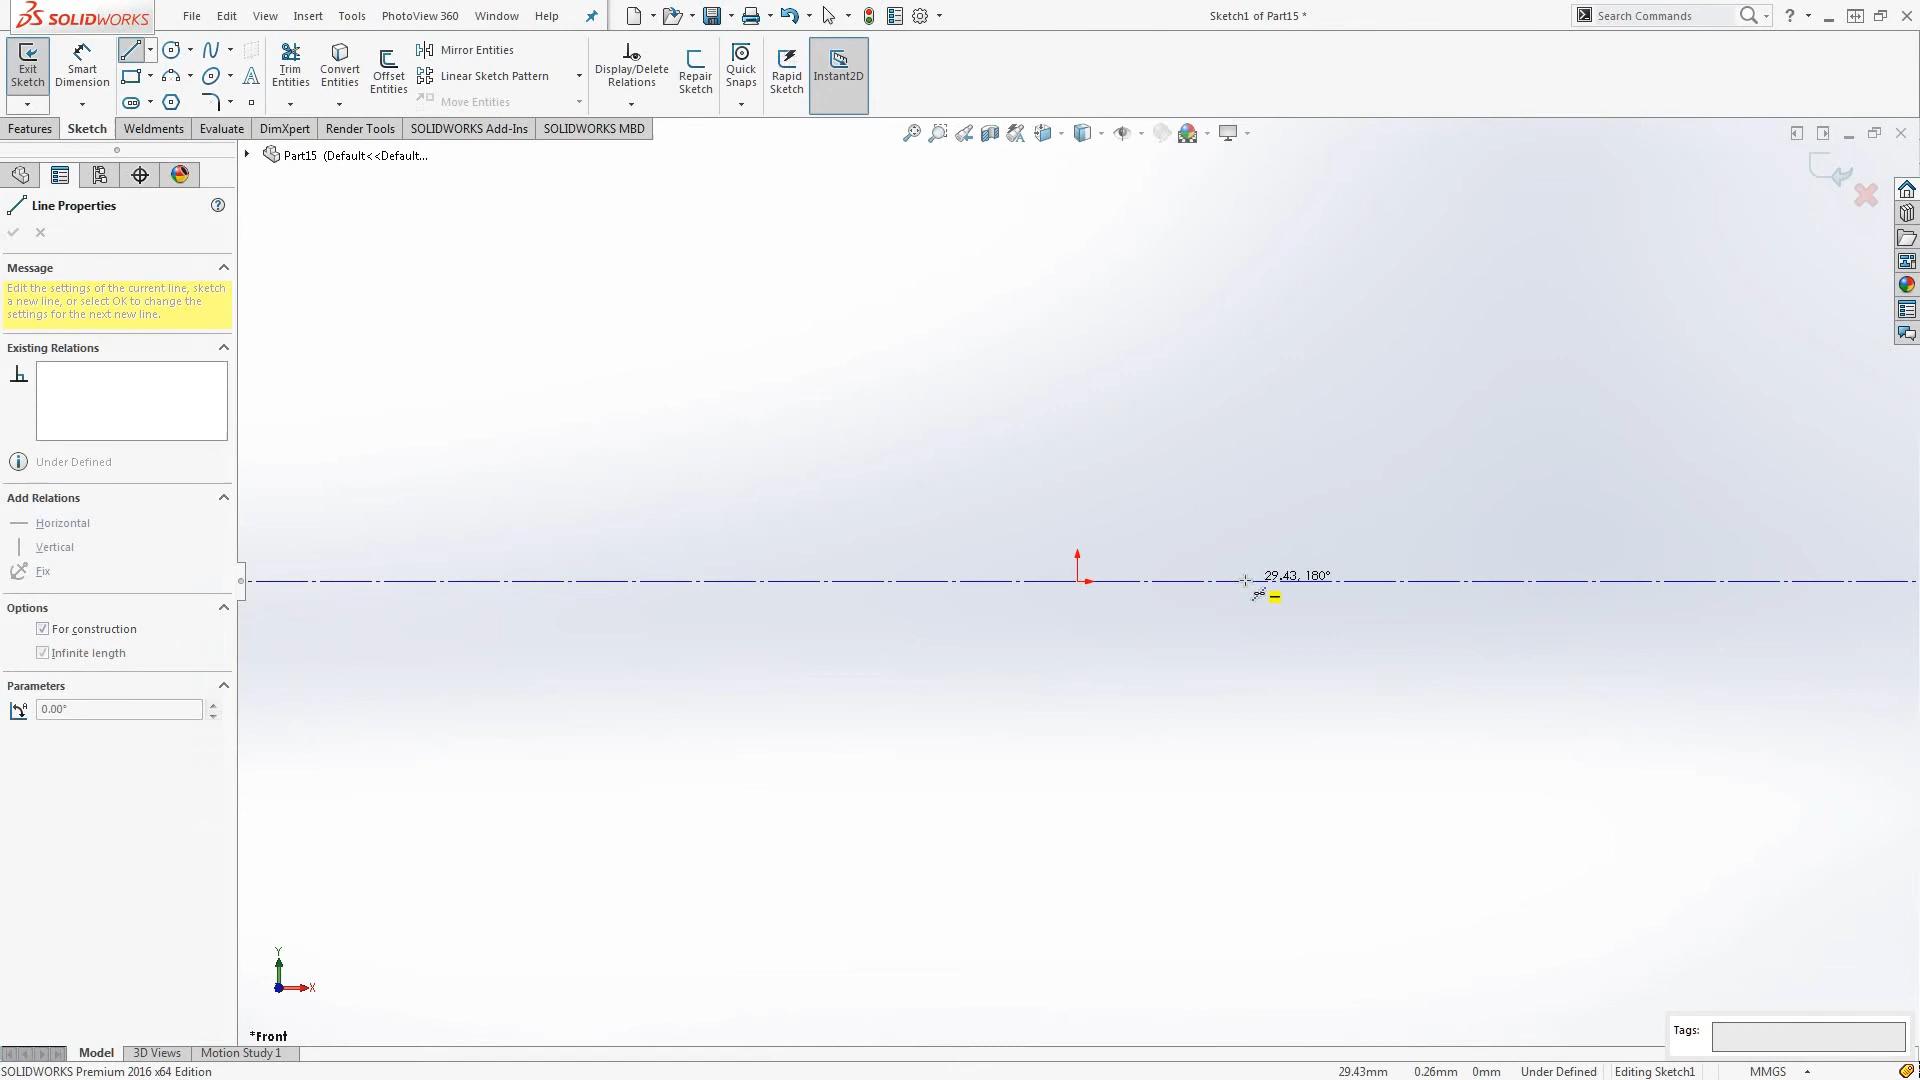 SOLIDWORKS
File Edit View Insert Tools PhotoView 360 Window Help
Sketch1 of Part15 *
Search Commands
Exit Sketch
Smart Dimension
Trim Entities
Convert Entities
Offset Entities
Mirror Entities
Linear Sketch Pattern
Move Entities
Display/Delete Relations
Repair Sketch
Quick Snaps
Rapid Sketch
Instant2D
Features Sketch Weldments Evaluate DimXpert Render Tools SOLIDWORKS Add-Ins SOLIDWORKS MBD
Part15 (Default<<Default...
Line Properties
Message
Edit the settings of the current line, sketch
a new line, or select OK to change the
settings for the next new line.
Existing Relations
Under Defined
Add Relations
Horizontal
Vertical
Fix
Options
For construction
Infinite length
Parameters
0.00°
29.43, 180°
Y
X
*Front
Tags:
Model 3D Views Motion Study 1
SOLIDWORKS Premium 2016 x64 Edition
29.43mm 0.26mm 0mm Under Defined Editing Sketch1 MMGS